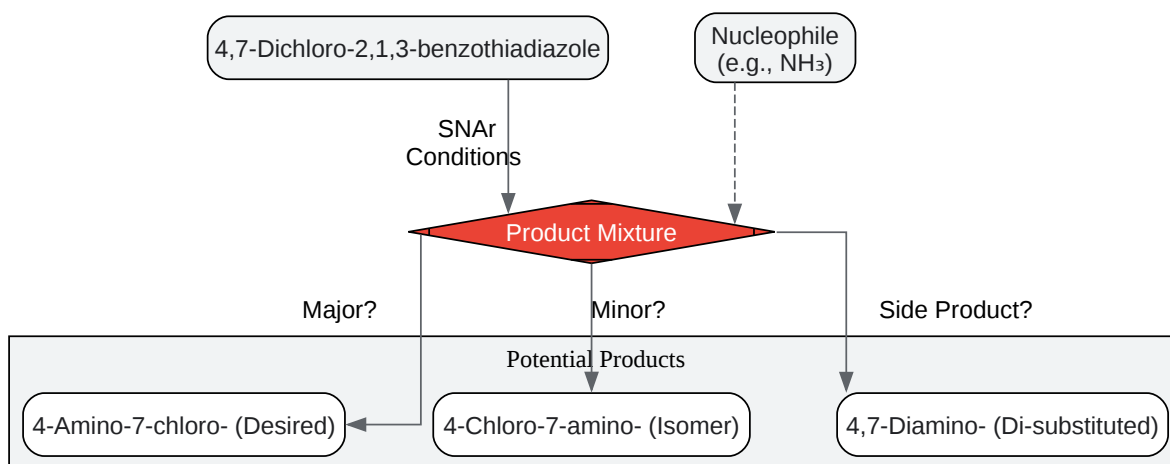 4,7-Dichloro-2,1,3-benzothiadiazole
Nucleophile
(e.g., NH₃)
SNAr
Conditions
Product Mixture
Major?
Minor?
Side Product?
Potential Products
4-Amino-7-chloro- (Desired)
4-Chloro-7-amino- (Isomer)
4,7-Diamino- (Di-substituted)